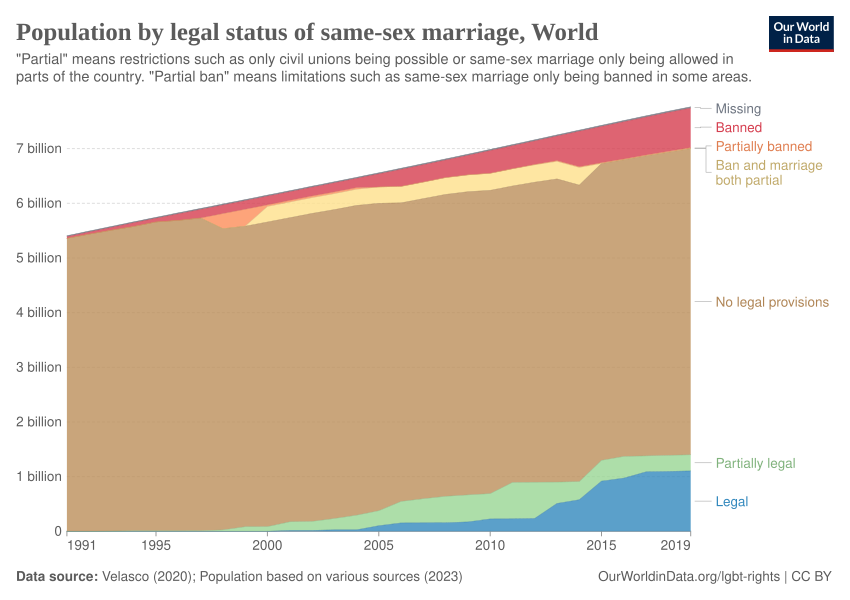 Population by legal status of same-sex marriage, World
Our World
in Data
"Partial" means restrictions such as only civil unions being possible or same-sex marriage only being allowed in
parts of the country. "Partial ban" means limitations such as same-sex marriage only being banned in some areas.
Missing
Banned
7 billion
Partially banned
Ban and marriage
both partial
6 billion
5 billion
4 billion
No legal provisions
3 billion
2 billion
1 billion
Partially legal
Legal
0
1991
1995
2000
2005
2010
2015
2019
Data source: Velasco (2020); Population based on various sources (2023)
OurWorldinData.org/lgbt-rights | CC BY